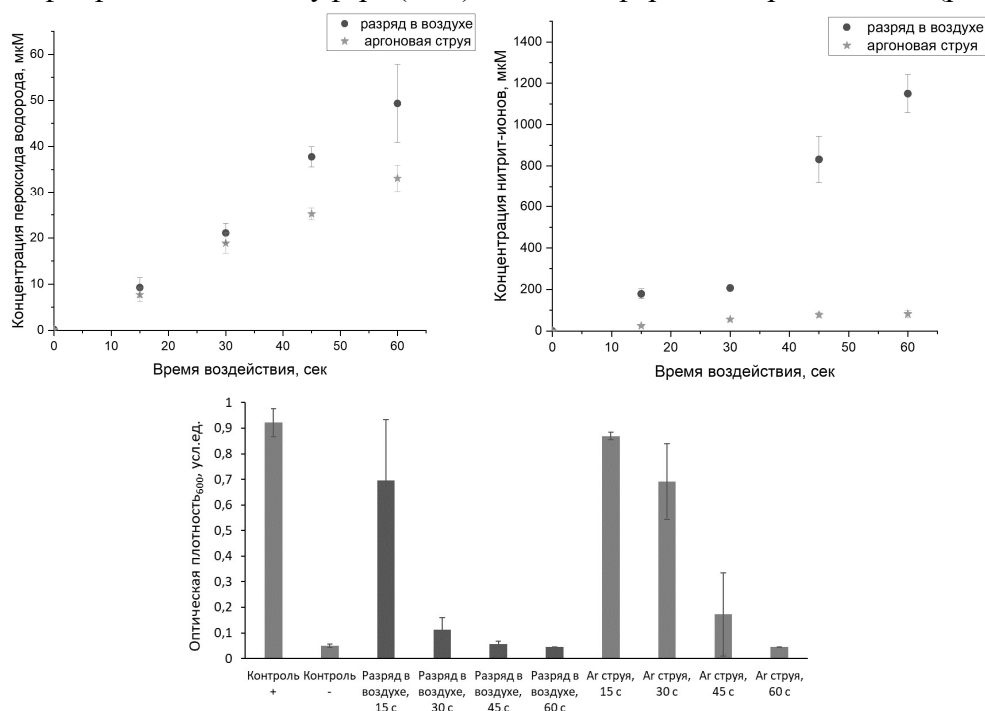 разряд в воздухе
аргоновая струя
Концентрация пероксида водорода, мкМ
60
50
40
30
20
10
0
0 10 20 30 40 50 60
Время воздействия, сек
разряд в воздухе
аргоновая струя
Концентрация нитрит-ионов, мкМ
1400
1200
1000
800
600
400
200
0
0 10 20 30 40 50 60
Время воздействия, сек
Оптическая плотность600, усл.ед.
1
0,9
0,8
0,7
0,6
0,5
0,4
0,3
0,2
0,1
0
Контроль Контроль Разряд в Разряд в Разряд в Разряд в Ar струя, Ar струя, Ar струя, Ar струя,
+ - воздухе, воздухе, воздухе, воздухе, 15 с 30 с 45 с 60 с
15 с 30 с 45 с 60 с